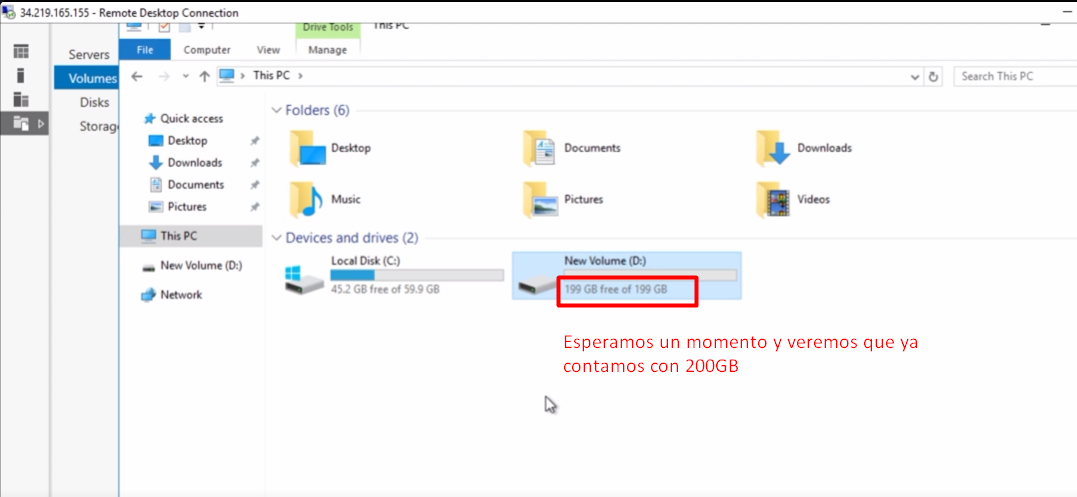 34.219.165.155 - Remote Desktop Connection
Drive Tools
This PC
File
Computer
View
Manage
Servers
Volumes
Disks
Storag
This PC
Search This PC
Quick access
Desktop
Downloads
Documents
Pictures
This PC
New Volume (D:)
Network
Folders (6)
Desktop
Documents
Downloads
Music
Pictures
Videos
Devices and drives (2)
Local Disk (C:)
45.2 GB free of 59.9 GB
New Volume (D:)
199 GB free of 199 GB
Esperamos un momento y veremos que ya
contamos con 200GB